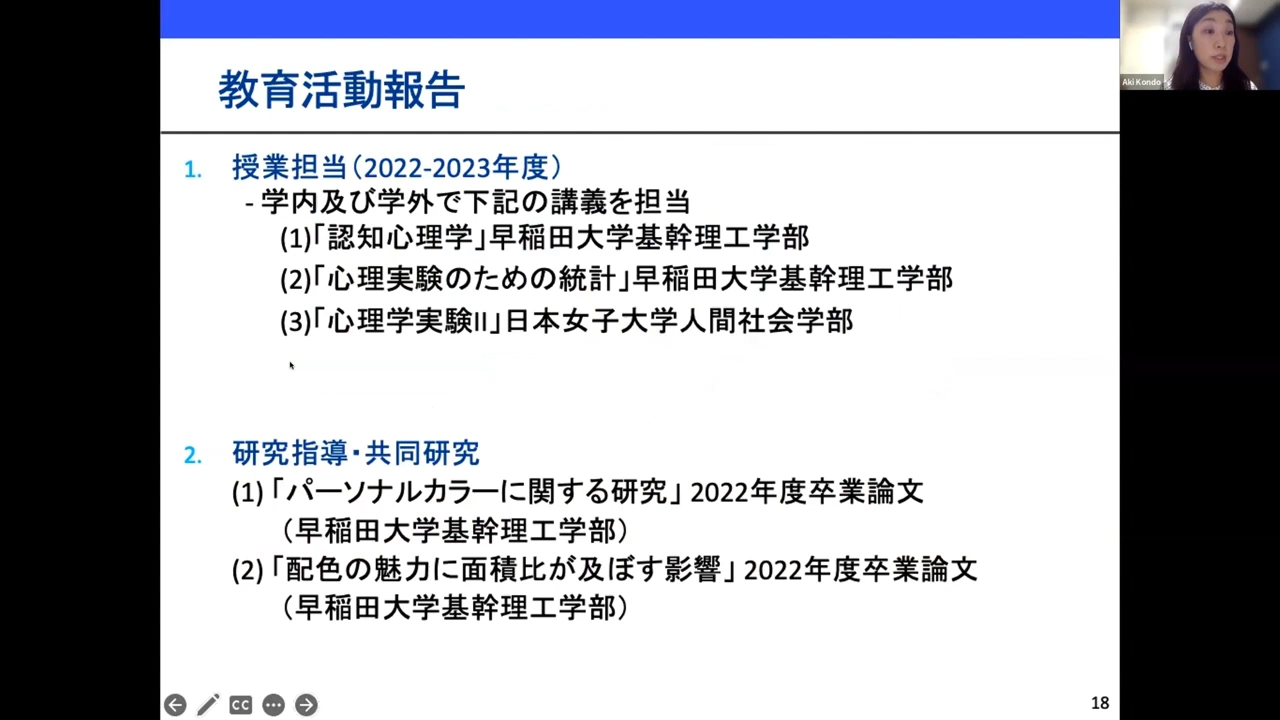 教育活動報告
Aki Kondo
1. 授業担当（2022-2023年度）
- 学内及び学外で下記の講義を担当
(1)「認知心理学」早稲田大学基幹理工学部
(2)「心理実験のための統計」早稲田大学基幹理工学部
(3)「心理学実験II」日本女子大学人間社会学部
2. 研究指導・共同研究
(1) 「パーソナルカラーに関する研究」 2022年度卒業論文
（早稲田大学基幹理工学部）
(2) 「配色の魅力に面積比が及ぼす影響」 2022年度卒業論文
（早稲田大学基幹理工学部）
CC
18